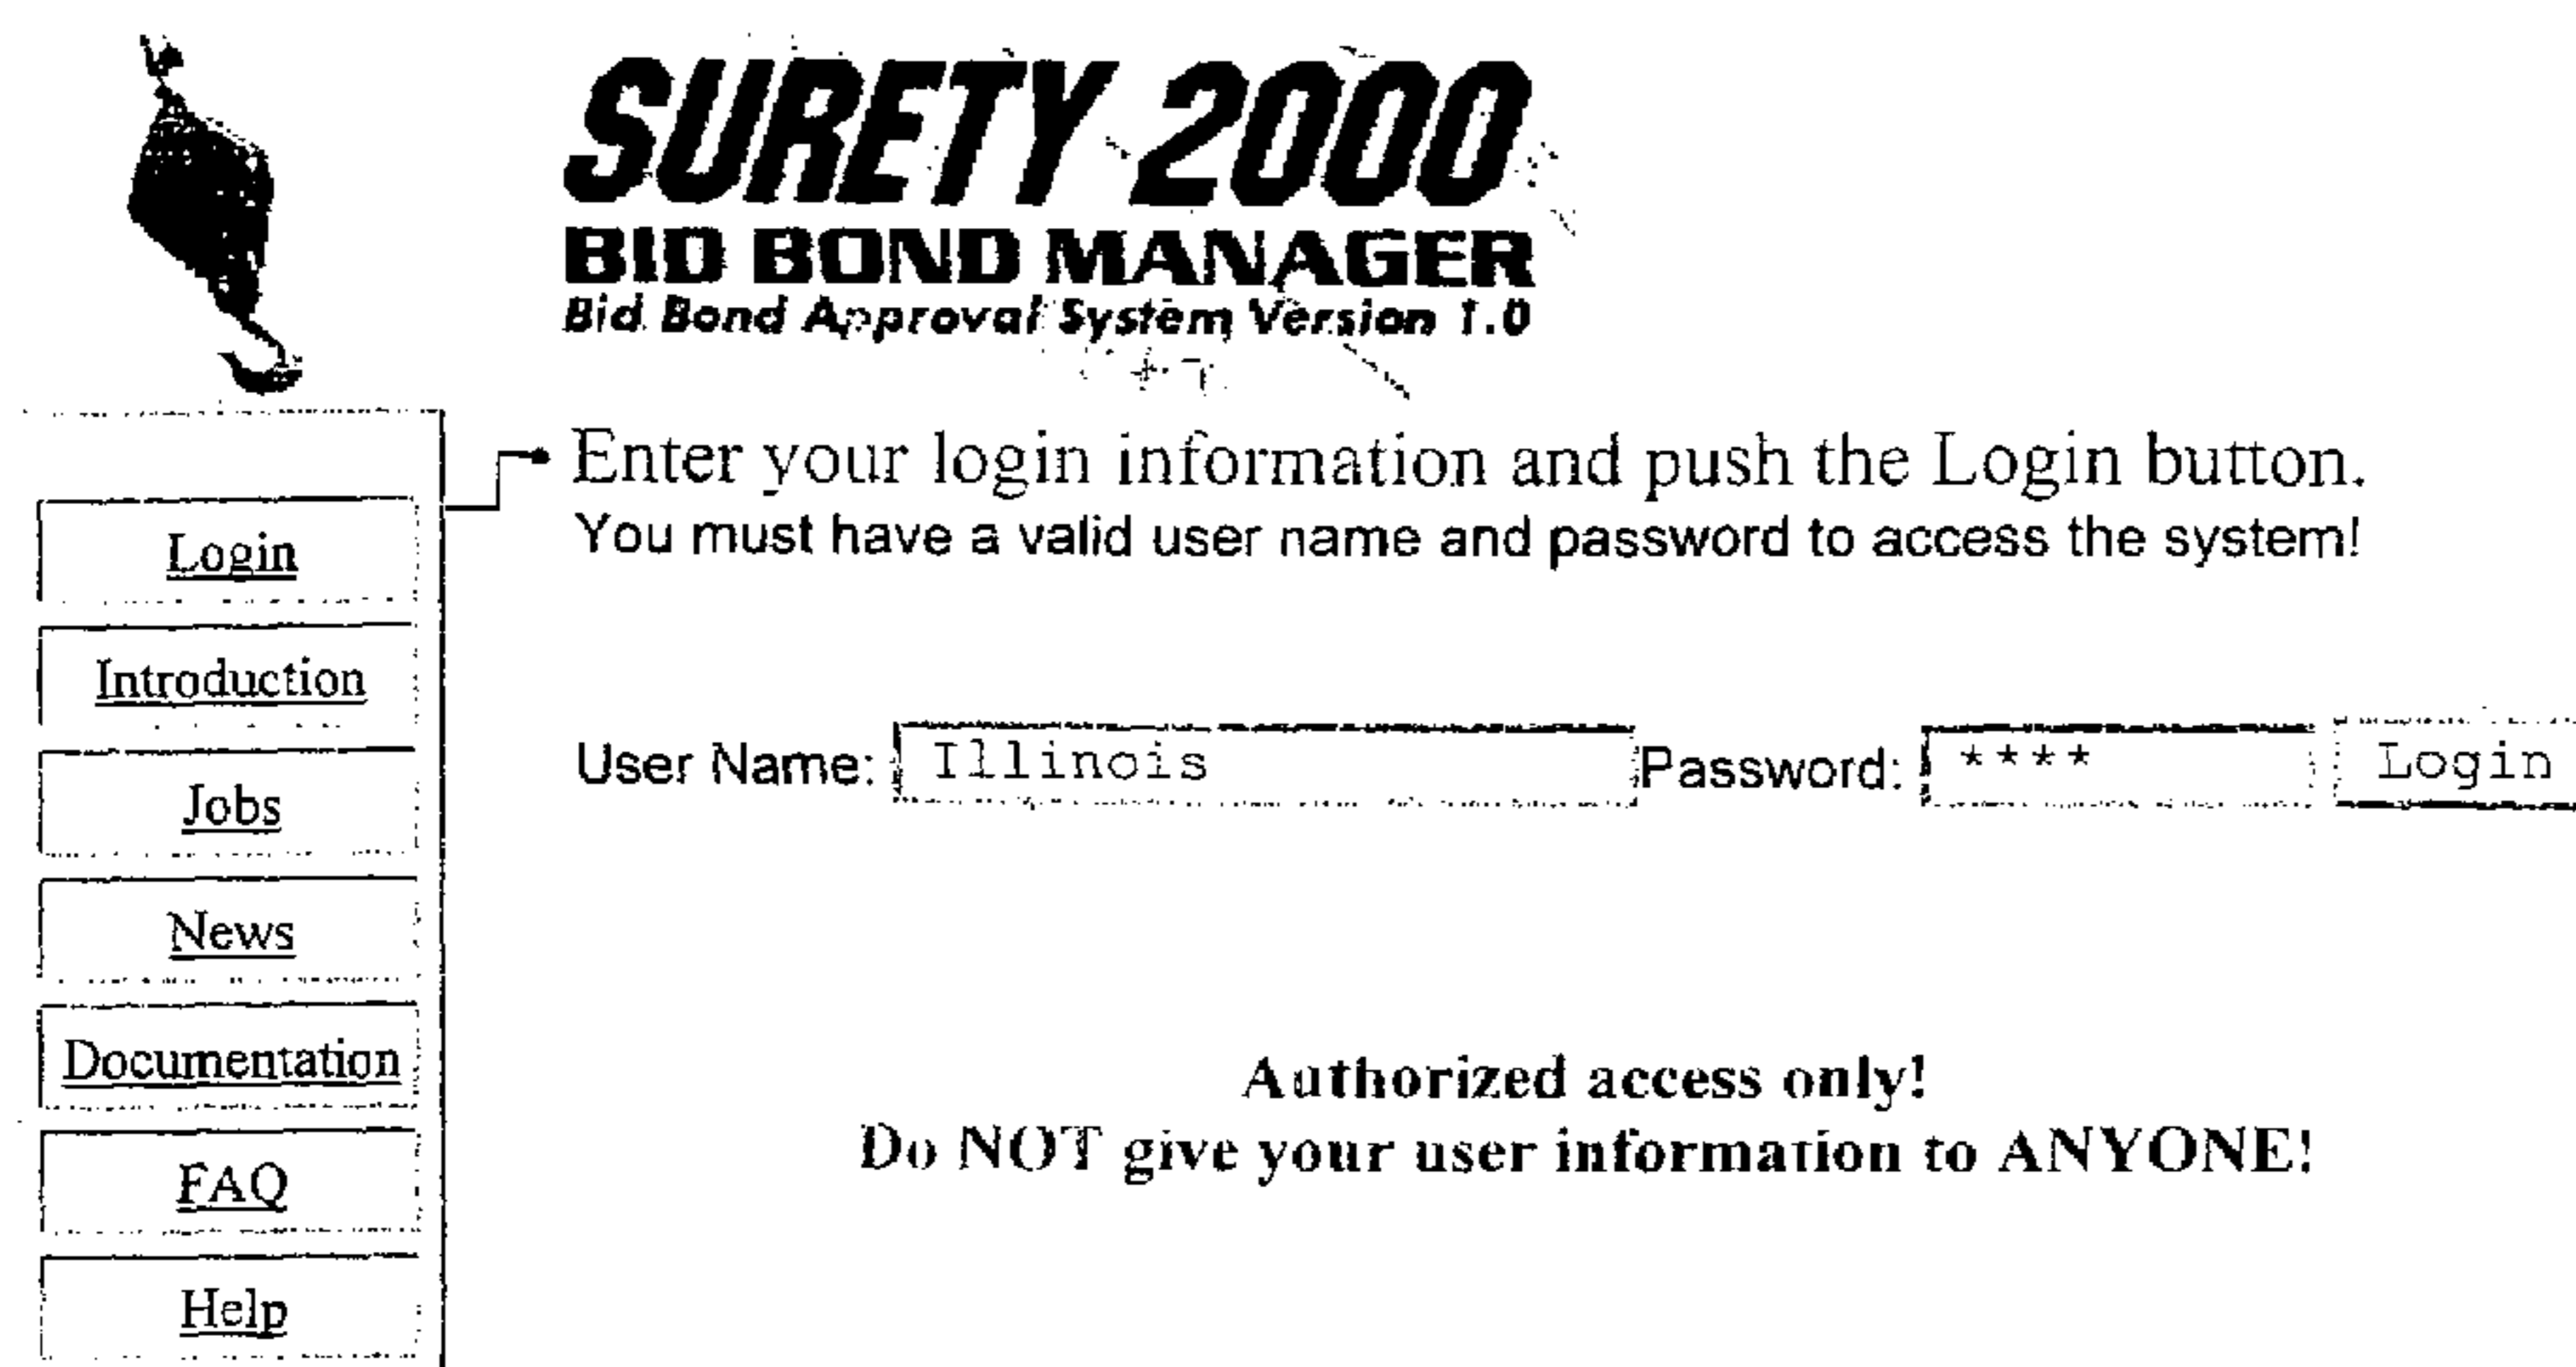 SURETY 2000
BID BOND MANAGER
Bid Bond Approval System Version 1.0
Enter your login information and push the Login button.
You must have a valid user name and password to access the system!
Login
Introduction
Jobs
News
Documentation
FAQ
Help
User Name: Illinois Password: **** Login
Authorized access only!
Do NOT give your user information to ANYONE!